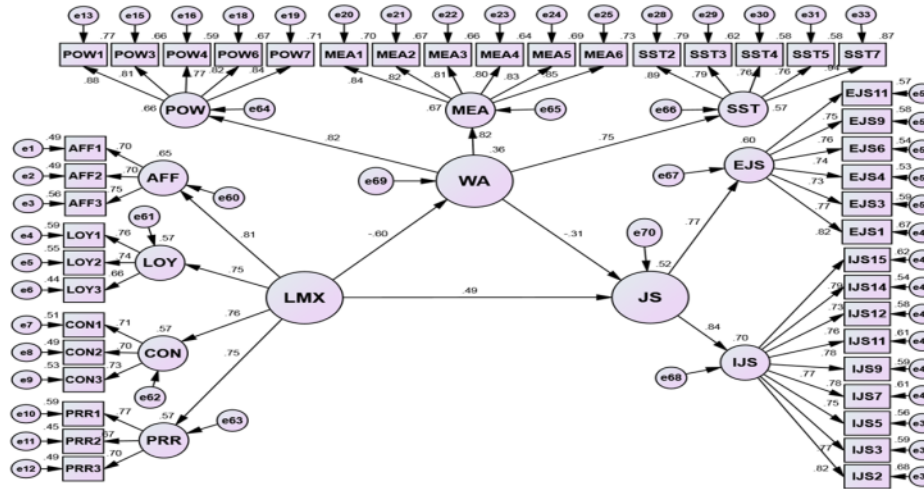 e13 e15 e16 e18 e19 e20 e21 e22 e23 e24 e25 e28 e29 e30 e31 e33
.77 .66 .59 .66 .71 .70 .67 .66 .64 .68 .73 .79 .62 .58 .58 .87
POW1 POW3 POW4 POW6 POW7 MEA1 MEA2 MEA3 MEA4 MEA5 MEA6 SST2 SST3 SST4 SST5 SST7
.88 .81 .77 .82 .84 .84 .82 .81 .80 .83 .85 .89 .79 .76 .76 .94
.66 POW e64 .67 MEA e65 e66 SST .57
.82 .82 .75
.36
e69 WA
e1 .49 AFF1 .70
e2 .49 AFF2 .70
e3 .56 AFF3 .75
.65 AFF e60
e61
e4 .59 LOY1 .76
e5 .55 LOY2 .74
e6 .44 LOY3 .66
.57 LOY
e7 .51 CON1 .71
e8 .49 CON2 .70
e9 .53 CON3 .73
.57 CON
e62
e10 .59 PRR1 .77
e11 .45 PRR2 .67
e12 .49 PRR3 .70
.57 PRR e63
.81
.75
.76
.75
LMX
-.60
-.31
.49
e70
.52
JS
.77
.84
.60 EJS
e67
.70 IJS
e68
EJS11 .57
.75 EJS9 .58
.76 EJS6 .54
.74 EJS4 .53
.73 EJS3 .59
.77 EJS1 .67
.82
IJS15 .62
.79 IJS14 .54
.73 IJS12 .58
.76 IJS11 .61
.78 IJS9 .59
.77 IJS7 .61
.78 IJS5 .56
.75 IJS3 .59
.77 IJS2 .68
.82